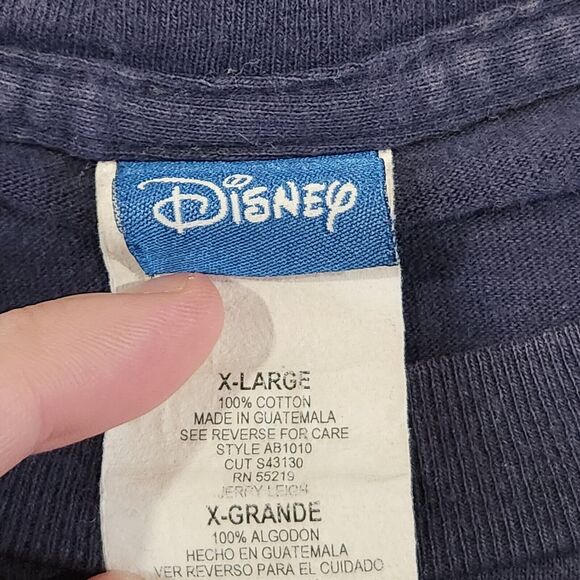 Disney
X-LARGE
100% COTTON
MADE IN GUATEMALA
SEE REVERSE FOR CARE
STYLE AB1010
CUT S43130
RN 55219
JERRY LEIGH
X-GRANDE
100% ALGODON
HECHO EN GUATEMALA
VER REVERSO PARA EL CUIDADO